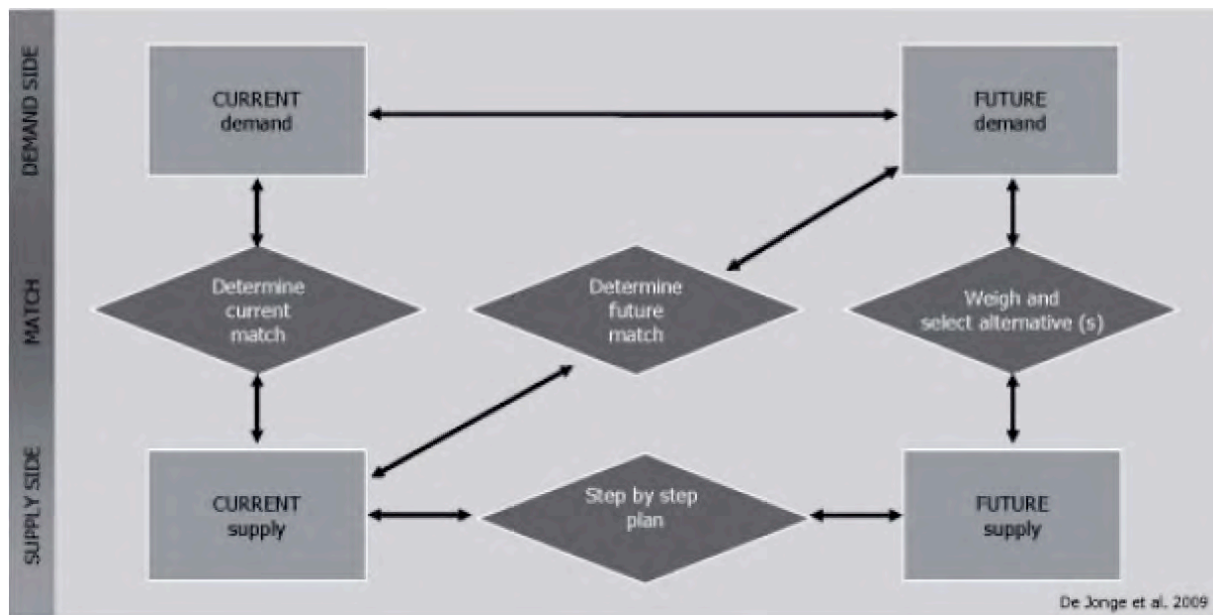 DEMAND SIDE
CURRENT
demand
FUTURE
demand
MATCH
Determine
current
match
Determine
future
match
Weigh and
select alternative (s)
SUPPLY SIDE
CURRENT
supply
Step by step
plan
FUTURE
supply
De Jonge et al. 2009